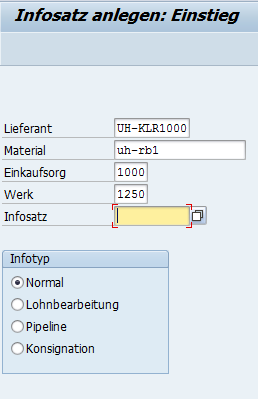 Infosatz anlegen: Einstieg
Lieferant UH-KLR1000
Material uh-rb1
Einkaufsorg 1000
Werk 1250
Infosatz
Infotyp
Normal
Lohnbearbeitung
Pipeline
Konsignation